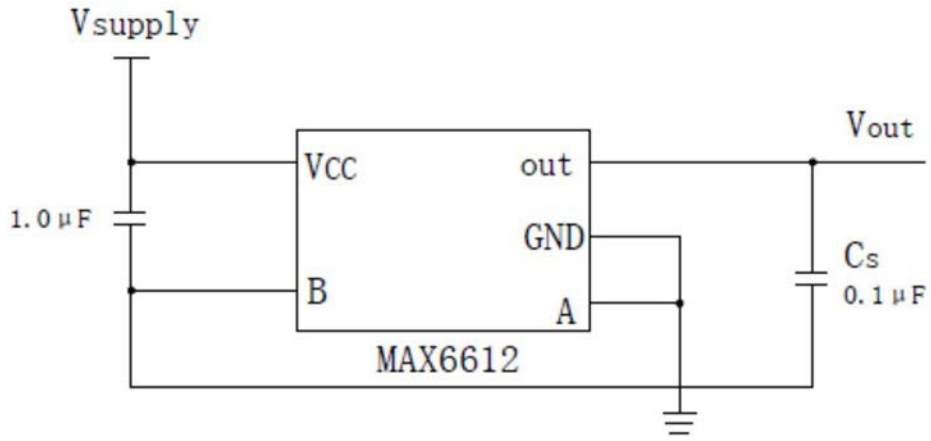 Vsupply
Vout
VCC
out
1.0μF
GND
Cs
0.1μF
B
A
MAX6612